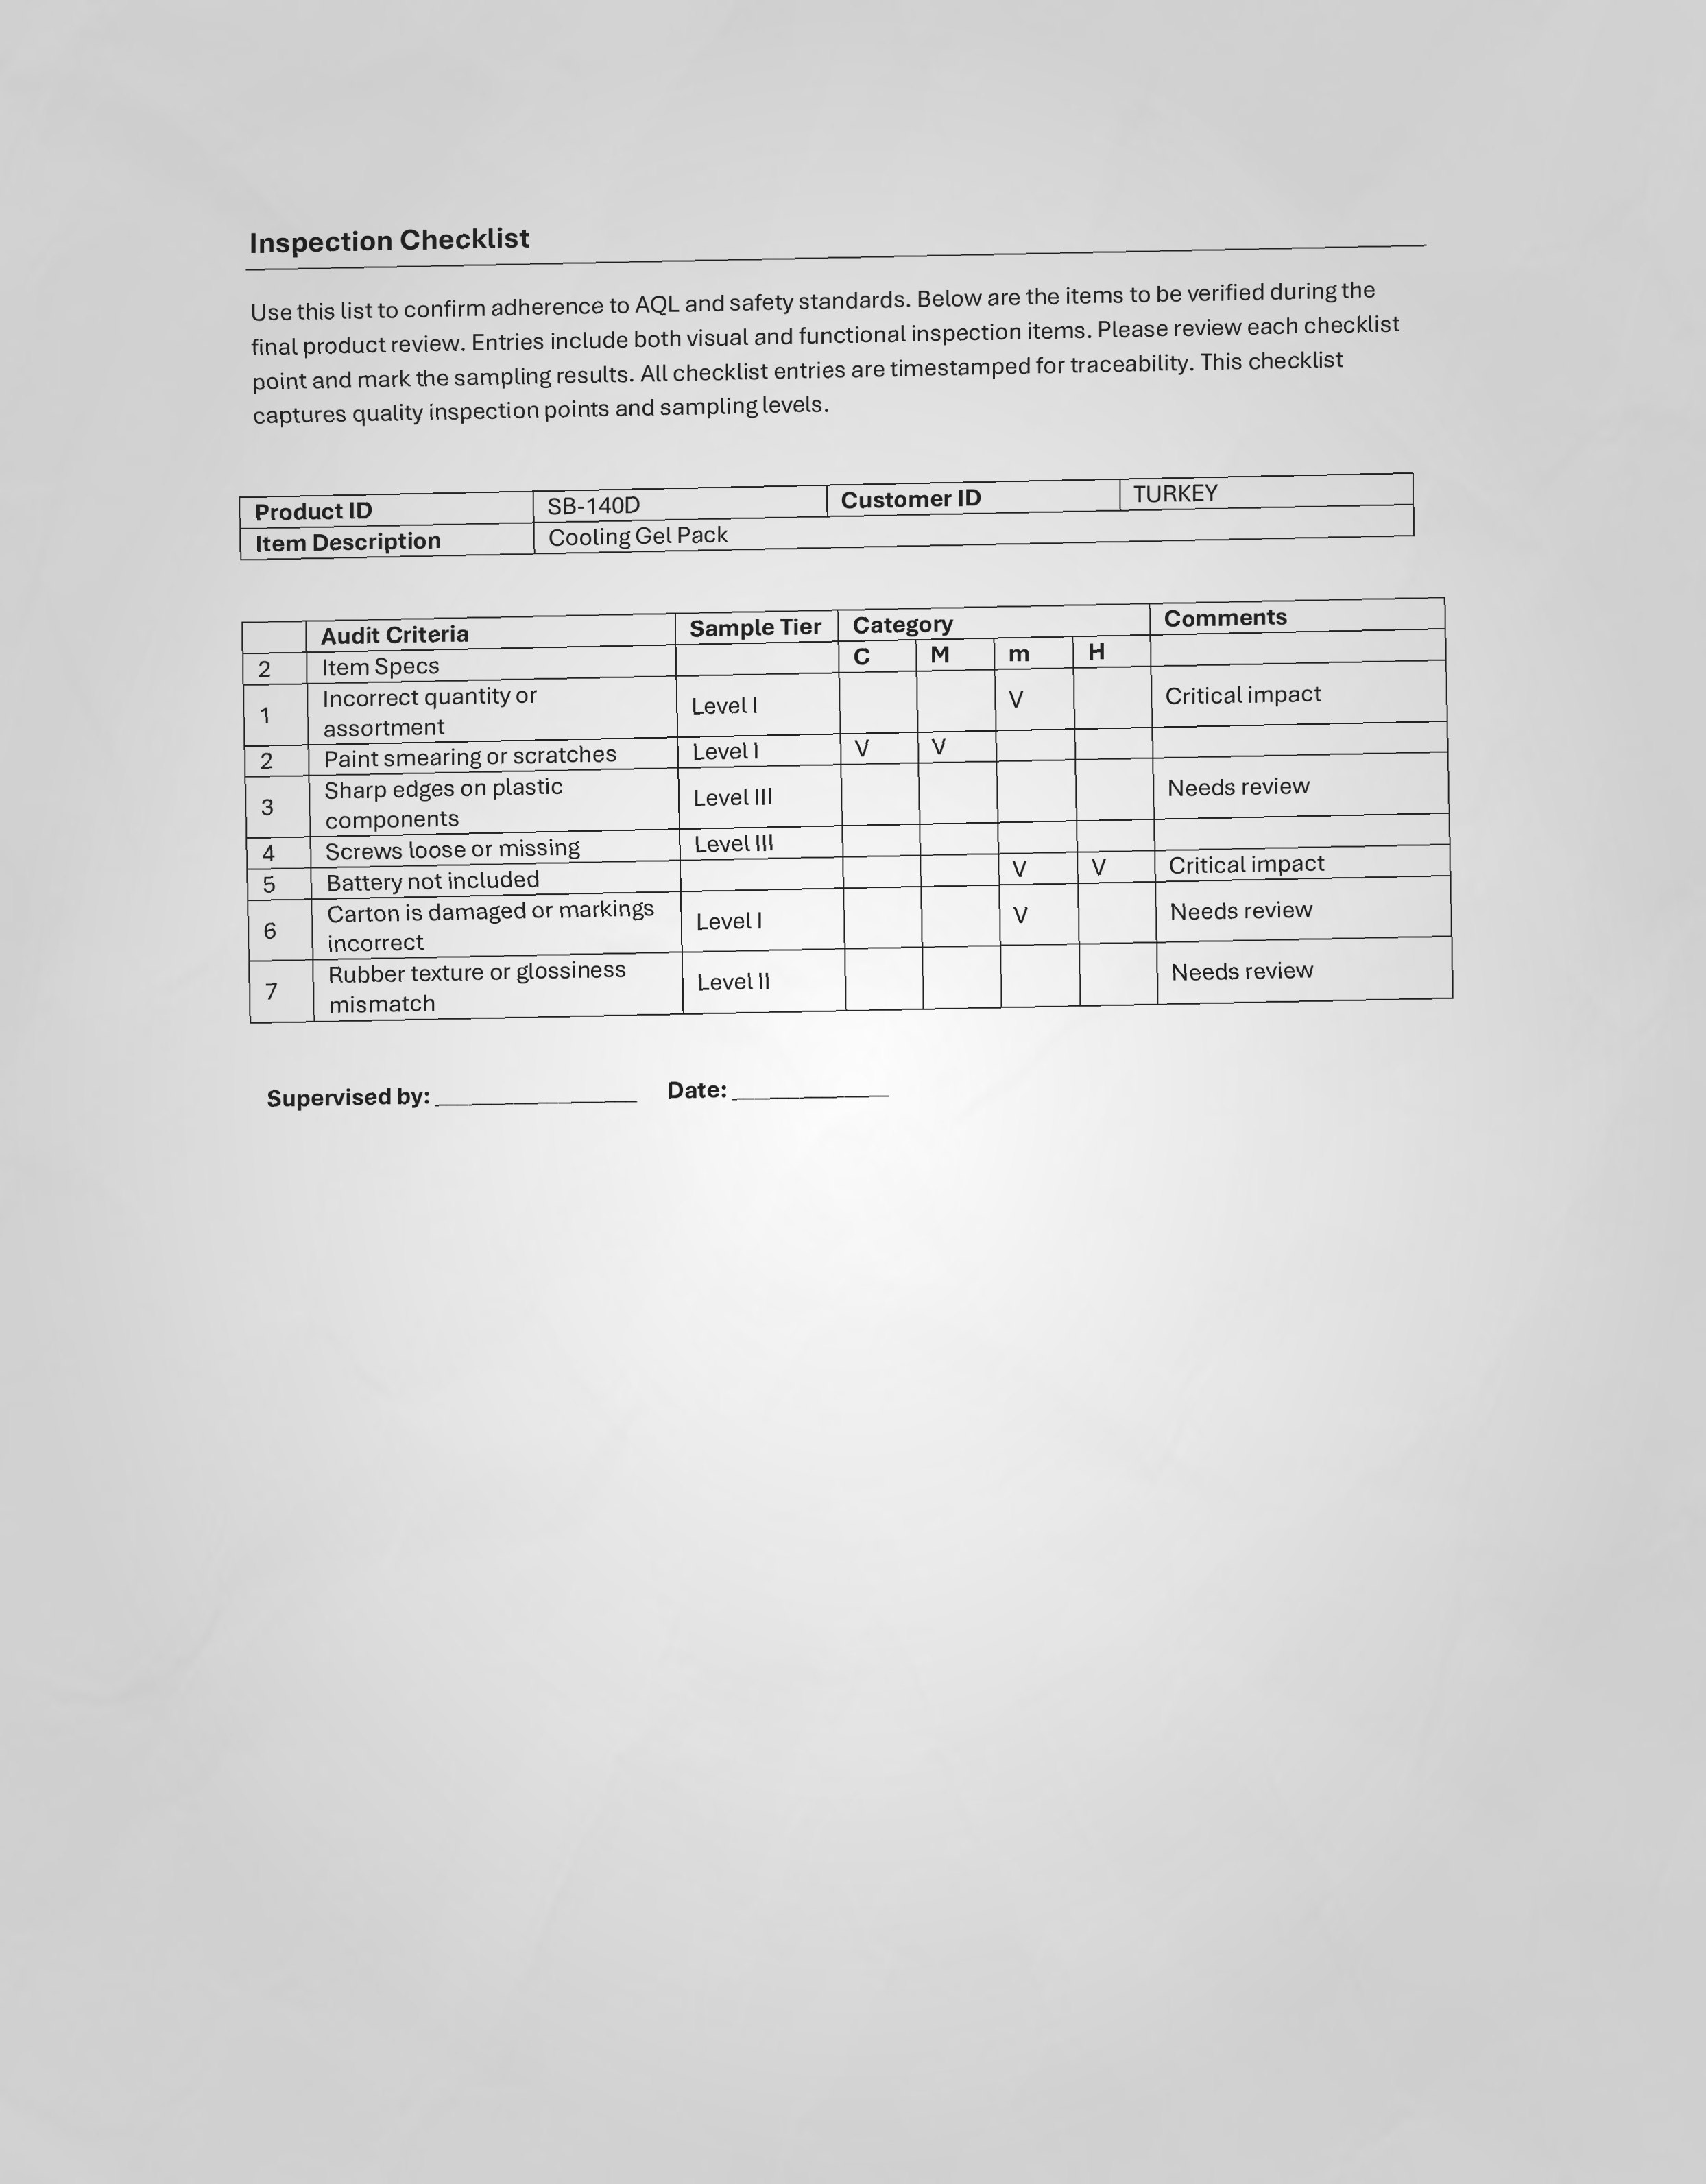 Inspection Checklist
Use this list to confirm adherence to AQL and safety standards. Below are the items to be verified during the
final product review. Entries include both visual and functional inspection items. Please review each checklist
point and mark the sampling results. All checklist entries are timestamped for traceability. This checklist
captures quality inspection points and sampling levels.
Product ID SB-140D Customer ID TURKEY
Item Description Cooling Gel Pack
Audit Criteria Sample Tier Category Comments
2 Item Specs C M m H
1 Incorrect quantity or
assortment Level I V Critical impact
2 Paint smearing or scratches Level I V V
3 Sharp edges on plastic
components Level III Needs review
4 Screws loose or missing Level III
5 Battery not included V V Critical impact
6 Carton is damaged or markings
incorrect Level I V Needs review
7 Rubber texture or glossiness
mismatch Level II Needs review
Supervised by: __________________ Date: ______________